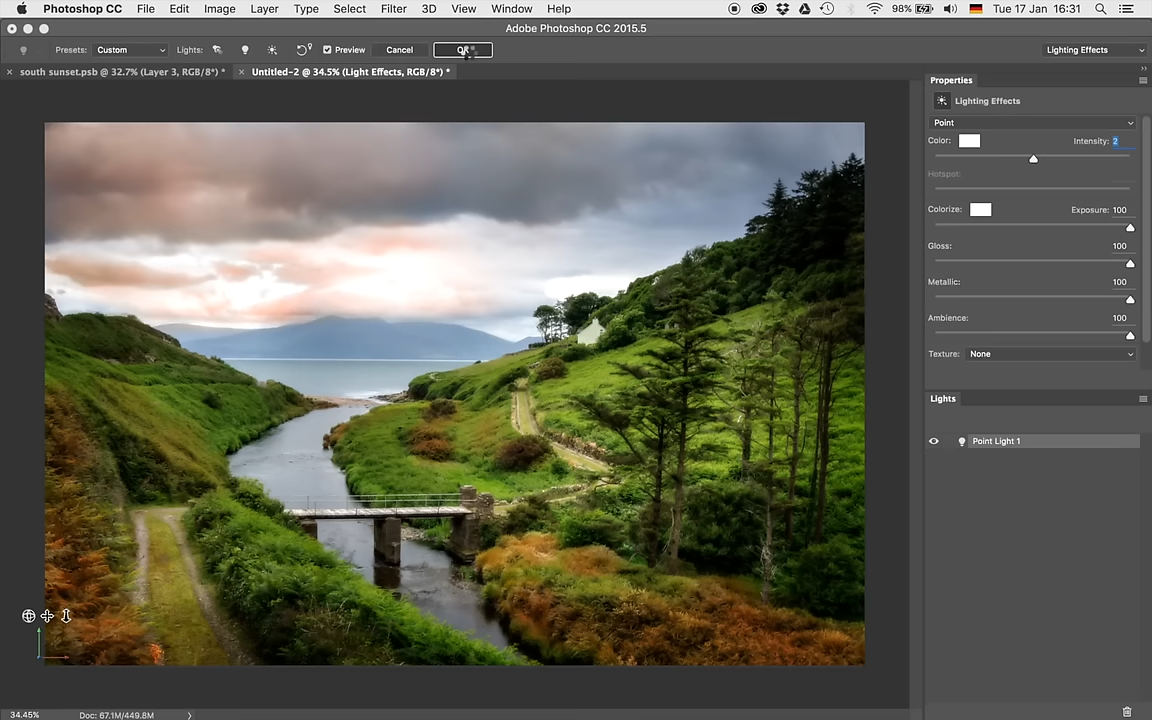 Photoshop CC File Edit Image Layer Type Select Filter 3D View Window Help 98% Tue 17 Jan 16:31
Adobe Photoshop CC 2015.5
Presets: Custom Lights: Preview Cancel OK Lighting Effects
× south sunset.psb @ 32.7% (Layer 3, RGB/8*) * × Untitled-2 @ 34.5% (Light Effects, RGB/8*) *
Properties
Lighting Effects
Point
Color: Intensity: 2
Hotspot:
Colorize: Exposure: 100
Gloss: 100
Metallic: 100
Ambience: 100
Texture: None
Lights
Point Light 1
34.45% Doc: 67.1M/449.8M